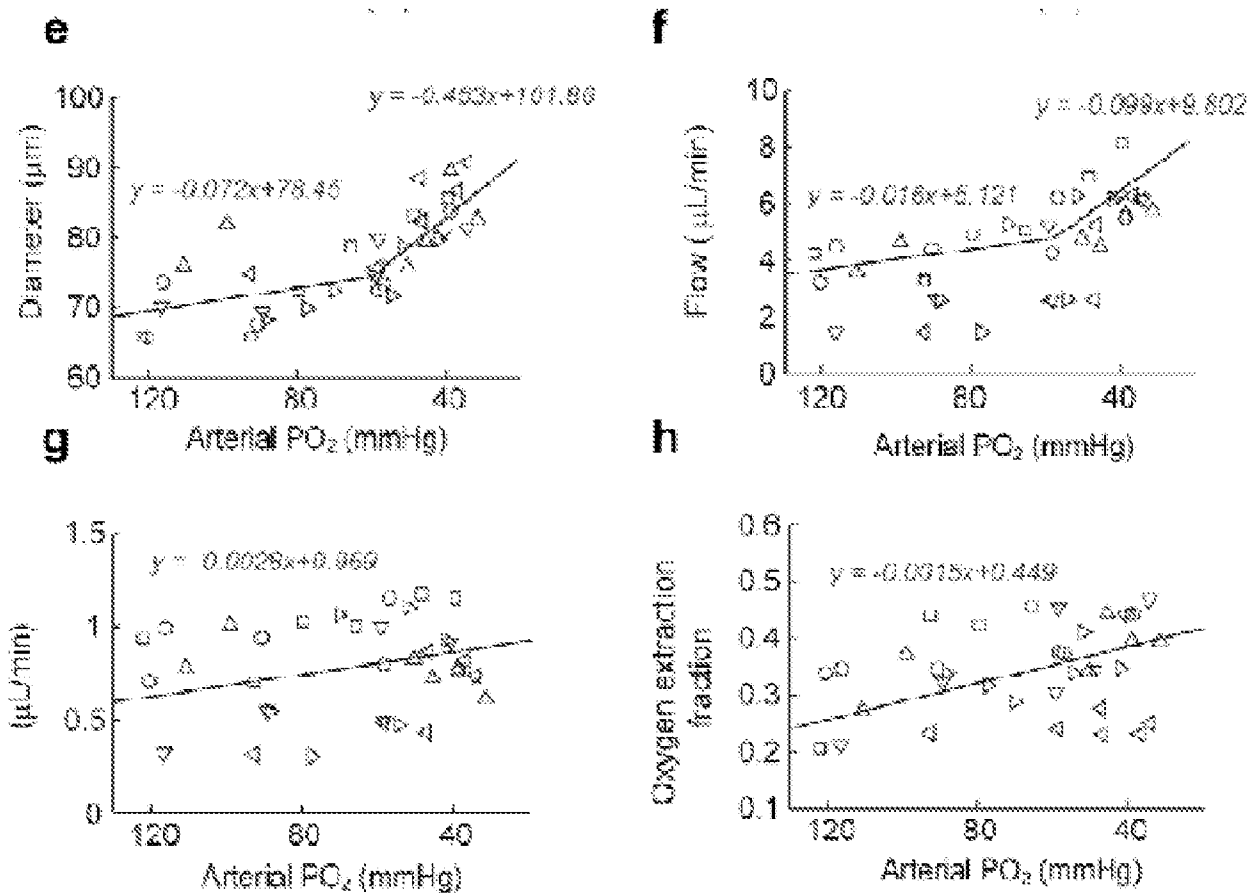 e
y = -0.453x+101.86
y = -0.072x+78.45
Diameter (μm)
100
90
80
70
60
120 80 40
Arterial PO₂ (mmHg)
f
y = -0.099x+9.802
y = -0.016x+5.121
Flow (μL/min)
10
8
6
4
2
0
120 80 40
Arterial PO₂ (mmHg)
g
y = 0.0028x+0.969
(μL/min)
1.5
1
0.5
0
120 80 40
Arterial PO₂ (mmHg)
h
y = -0.0015x+0.449
Oxygen extraction
fraction
0.6
0.5
0.4
0.3
0.2
0.1
120 80 40
Arterial PO₂ (mmHg)